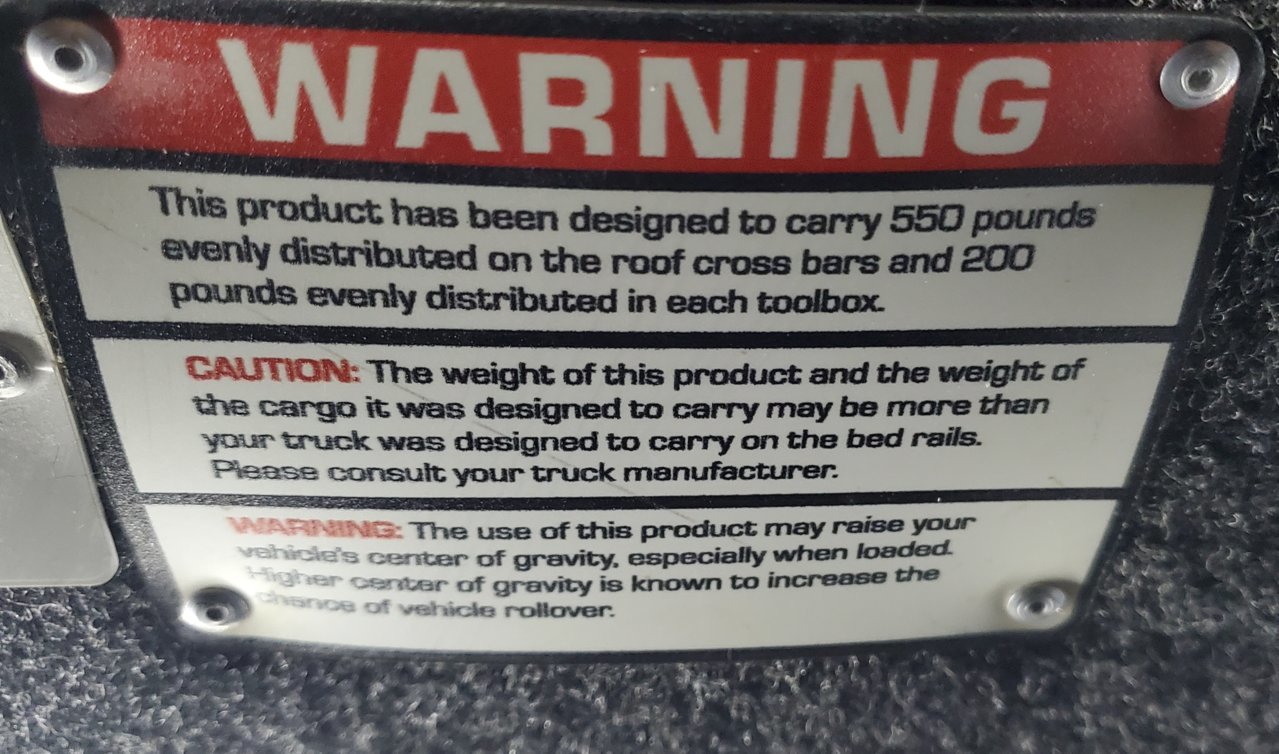 WARNING
This product has been designed to carry 550 pounds
evenly distributed on the roof cross bars and 200
pounds evenly distributed in each toolbox.
CAUTION: The weight of this product and the weight of
the cargo it was designed to carry may be more than
your truck was designed to carry on the bed rails.
Please consult your truck manufacturer.
WARNING: The use of this product may raise your
vehicle's center of gravity, especially when loaded.
Higher center of gravity is known to increase the
chance of vehicle rollover.